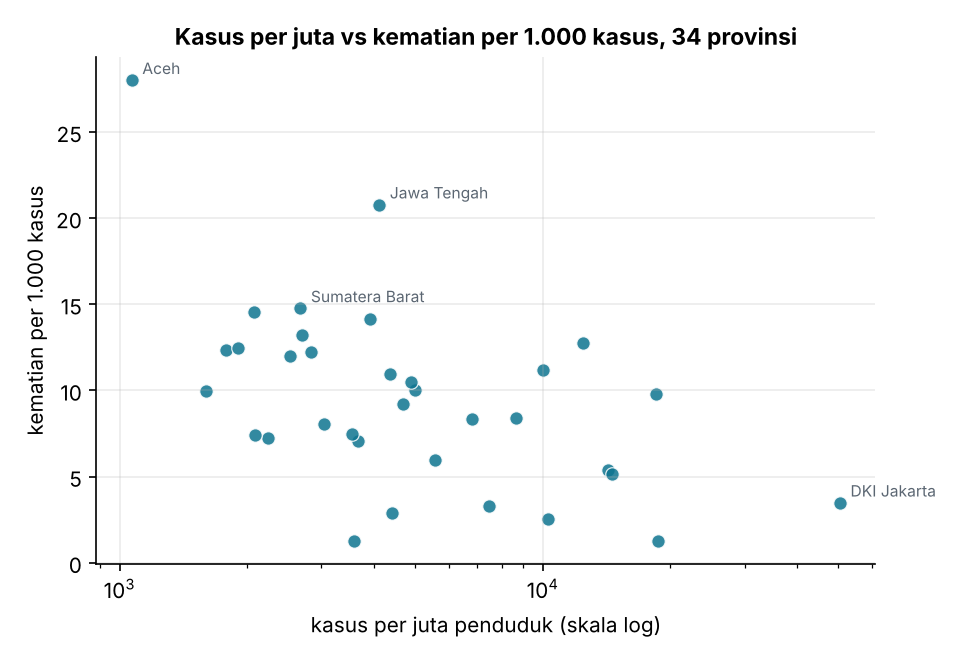 Kasus per juta vs kematian per 1.000 kasus, 34 provinsi
Aceh
Jawa Tengah
Sumatera Barat
DKI Jakarta
kematian per 1.000 kasus
25
20
15
10
5
0
10³
10⁴
kasus per juta penduduk (skala log)